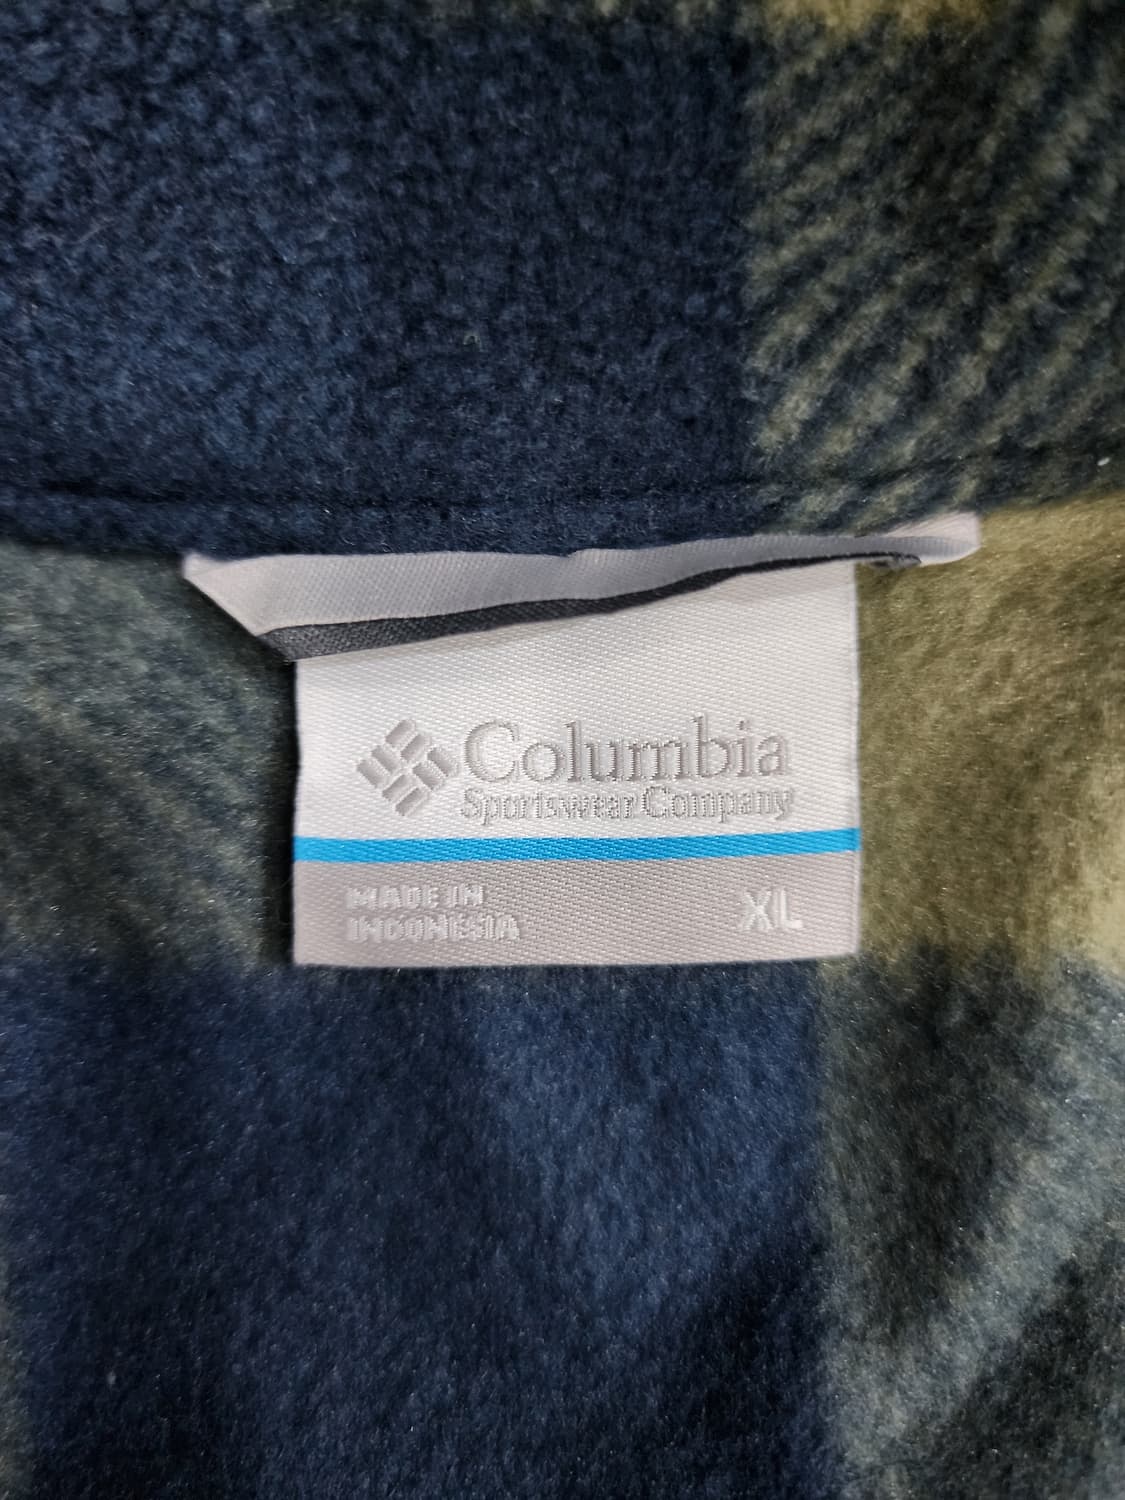 Columbia
Sportswear Company
MADE IN
INDONESIA
XL